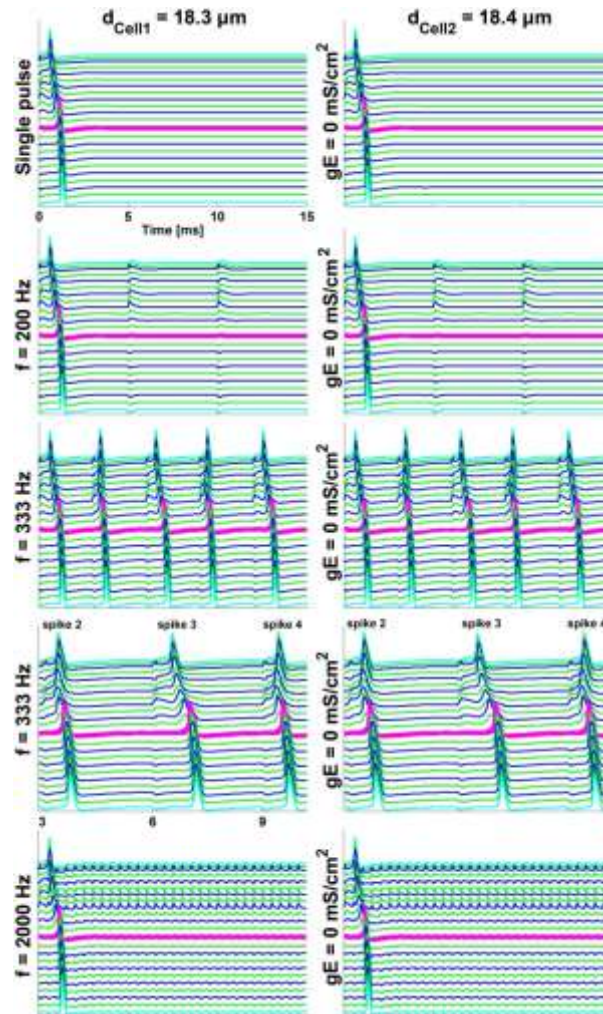 d_Cell1 = 18.3 µm
d_Cell2 = 18.4 µm
Single pulse
gE = 0 mS/cm²
0 5 10 15
Time [ms]
f = 200 Hz
gE = 0 mS/cm²
f = 333 Hz
gE = 0 mS/cm²
spike 2 spike 3 spike 4
spike 2 spike 3 spike 4
f = 333 Hz
gE = 0 mS/cm²
3 6 9
f = 2000 Hz
gE = 0 mS/cm²